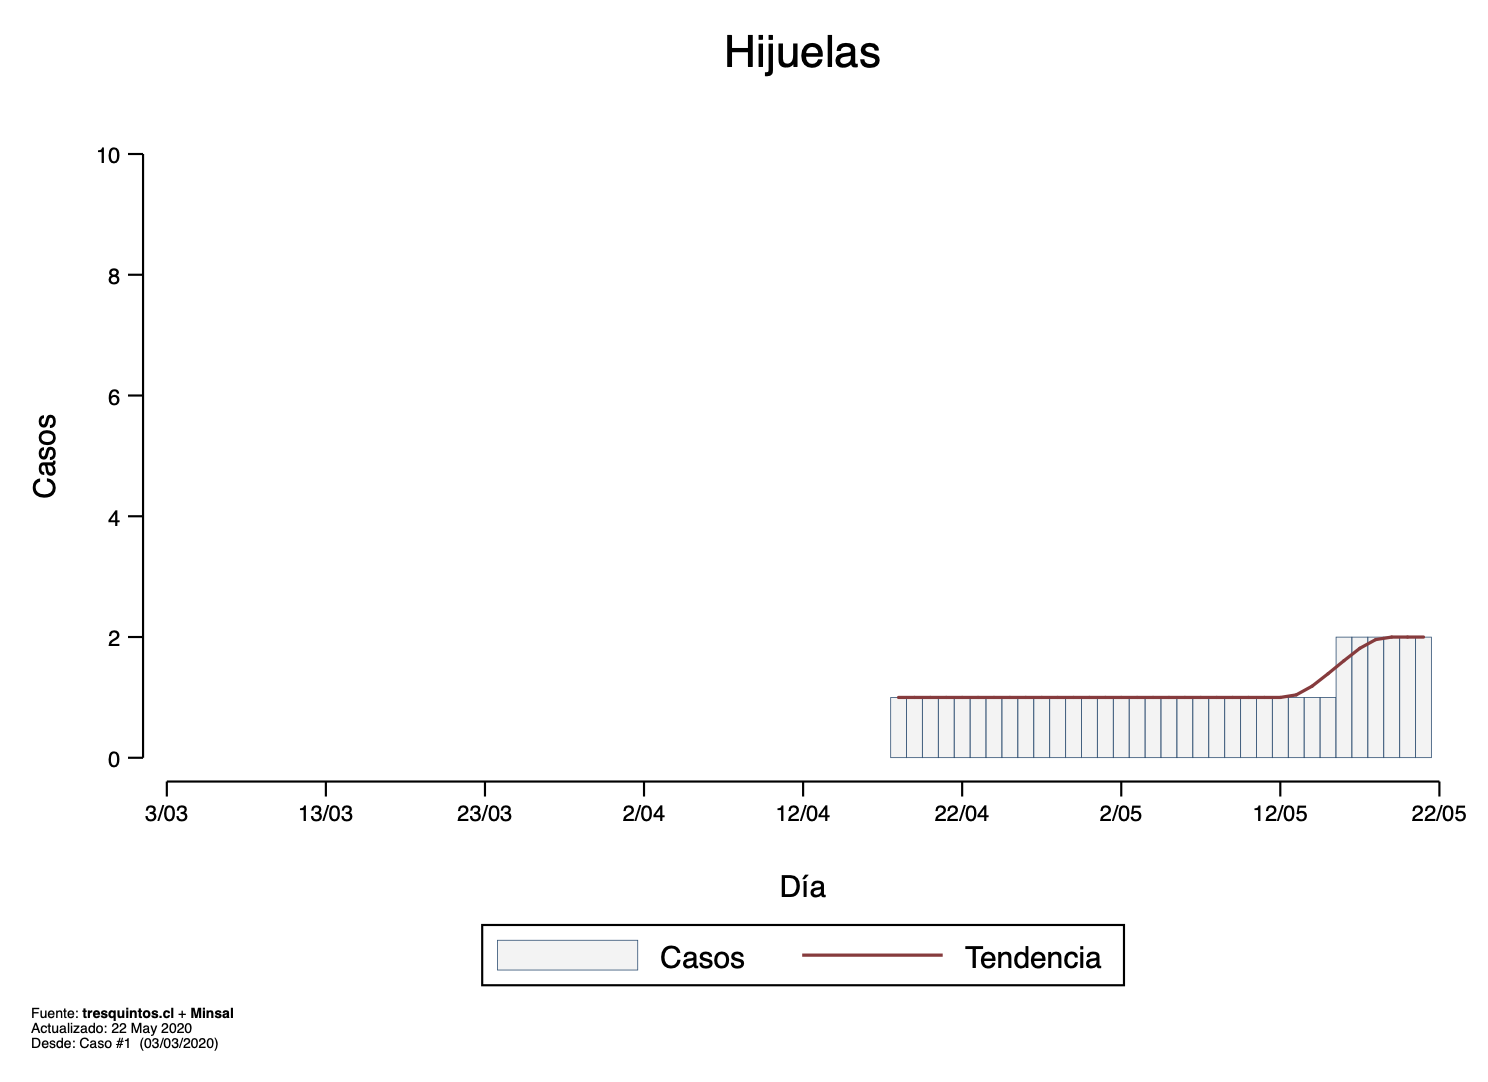 Hijuelas
10
8
6
4
2
0
Casos
3/03 13/03 23/03 2/04 12/04 22/04 2/05 12/05 22/05
Día
Casos Tendencia
Fuente: tresquintos.cl + Minsal
Actualizado: 22 May 2020
Desde: Caso #1 (03/03/2020)